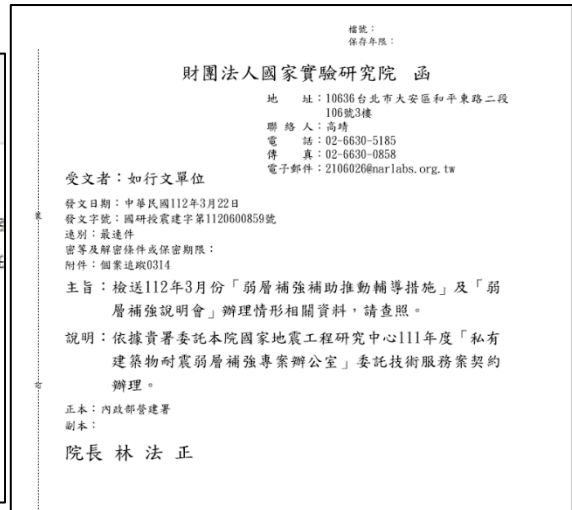 檔號：
保存年限：
財團法人國家實驗研究院 函
地 址：10636台北市大安區和平東路二段
106號3樓
聯 絡 人：高靖
電 話：02-6630-5185
傳 真：02-6630-0858
電子郵件：2106026@narlabs.org.tw
受文者：如行文單位
發文日期：中華民國112年3月22日
發文字號：國研授震建字第1120600859號
速別：最速件
密等及解密條件或保密期限：
附件：個案追蹤0314
主旨：檢送112年3月份「弱層補強補助推動輔導措施」及「弱
層補強說明會」辦理情形相關資料，請查照。
說明：依據貴署委託本院國家地震工程研究中心111年度「私有
建築物耐震弱層補強專案辦公室」委託技術服務案契約
辦理。
正本：內政部營建署
副本：
院長 林 法 正
裝
訂